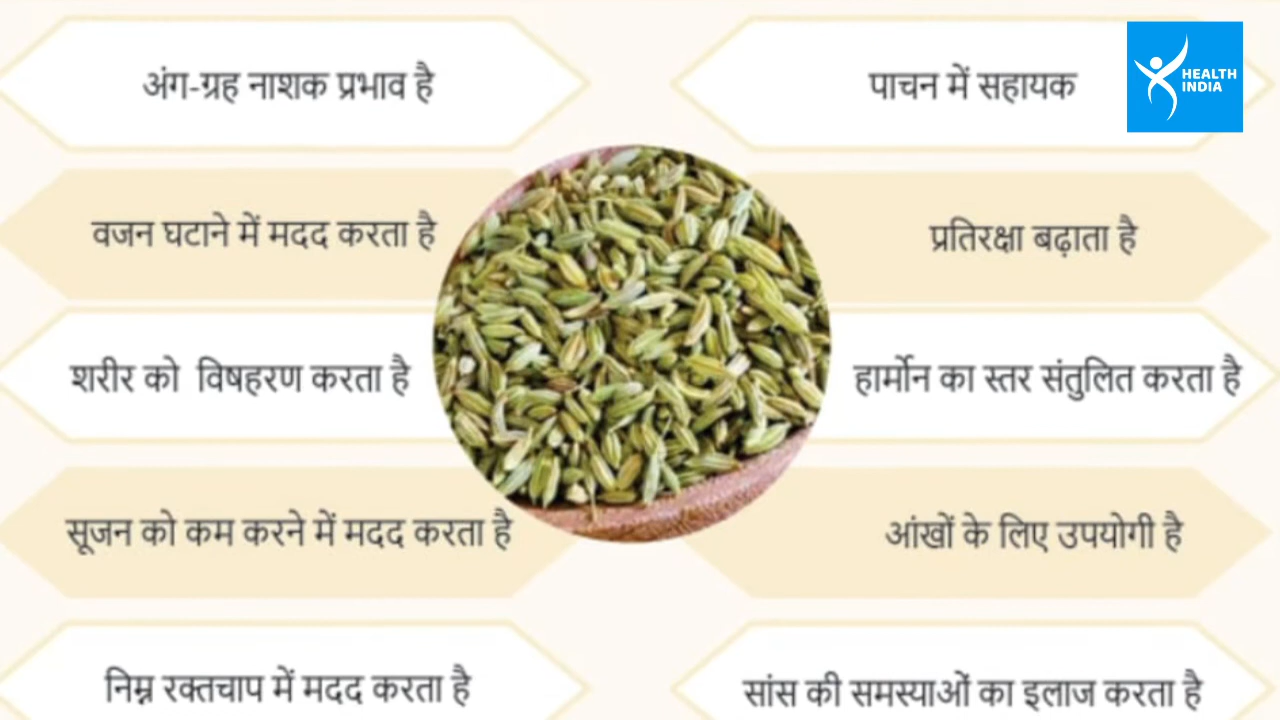 अंग-ग्रह नाशक प्रभाव है
पाचन में सहायक
HEALTH
INDIA
वजन घटाने में मदद करता है
प्रतिरक्षा बढ़ाता है
शरीर को विषहरण करता है
हार्मोन का स्तर संतुलित करता है
सूजन को कम करने में मदद करता है
आंखों के लिए उपयोगी है
निम्न रक्तचाप में मदद करता है
सांस की समस्याओं का इलाज करता है